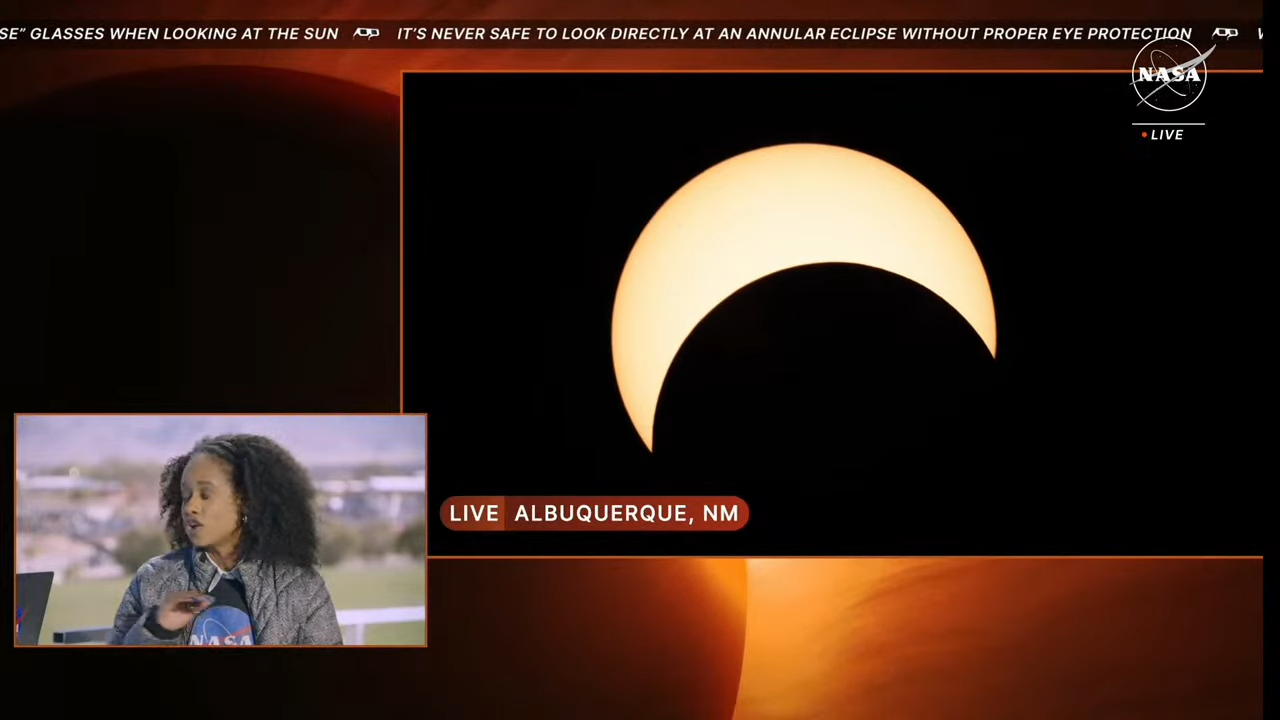 SE” GLASSES WHEN LOOKING AT THE SUN IT’S NEVER SAFE TO LOOK DIRECTLY AT AN ANNULAR ECLIPSE WITHOUT PROPER EYE PROTECTION
NASA
LIVE
LIVE ALBUQUERQUE, NM
NASA